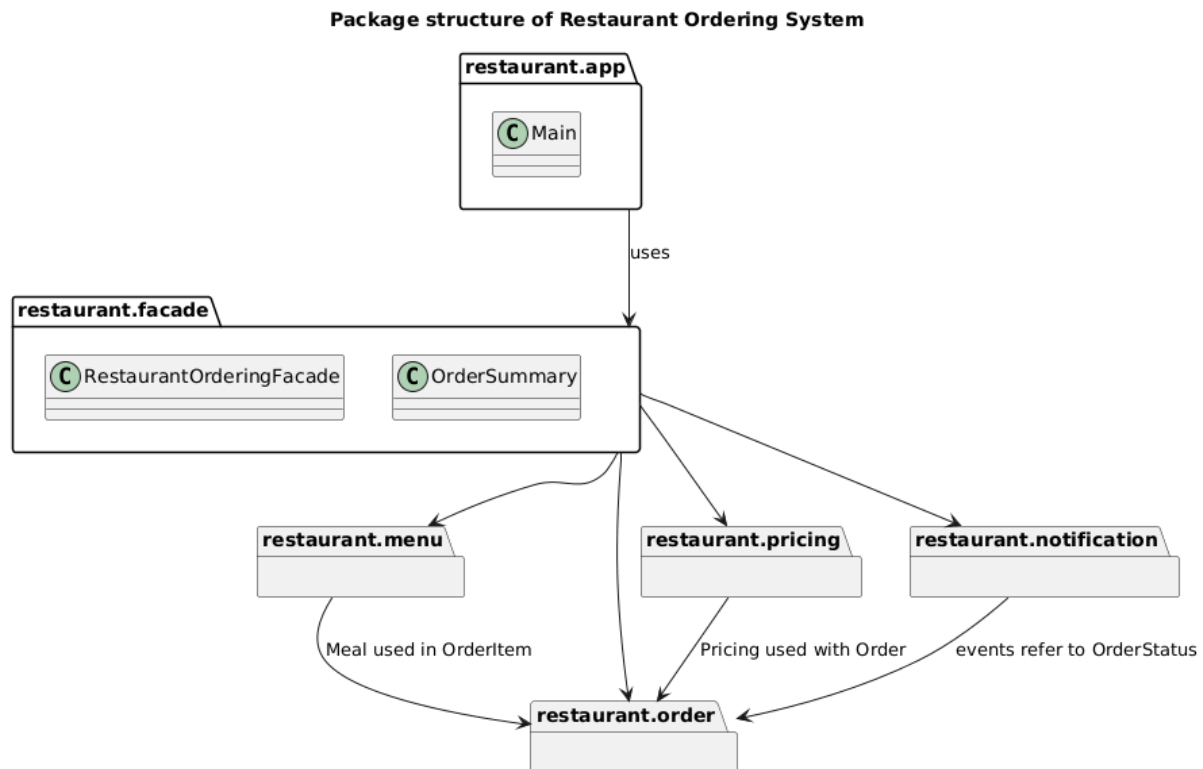 Package structure of Restaurant Ordering System
restaurant.app
C Main
uses
restaurant.facade
C RestaurantOrderingFacade
C OrderSummary
restaurant.menu
restaurant.pricing
restaurant.notification
Meal used in OrderItem
Pricing used with Order
events refer to OrderStatus
restaurant.order